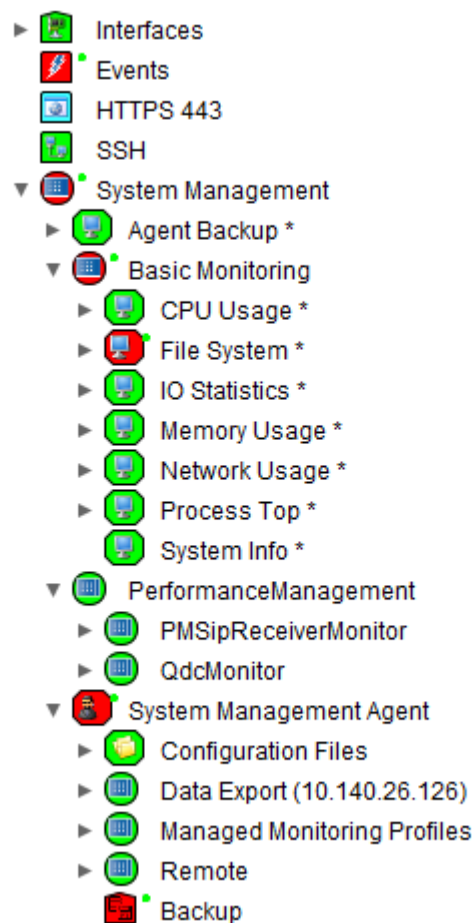 Interfaces
Events
HTTPS 443
SSH
System Management
Agent Backup *
Basic Monitoring
CPU Usage *
File System *
IO Statistics *
Memory Usage *
Network Usage *
Process Top *
System Info *
PerformanceManagement
PMSipReceiverMonitor
QdcMonitor
System Management Agent
Configuration Files
Data Export (10.140.26.126)
Managed Monitoring Profiles
Remote
Backup